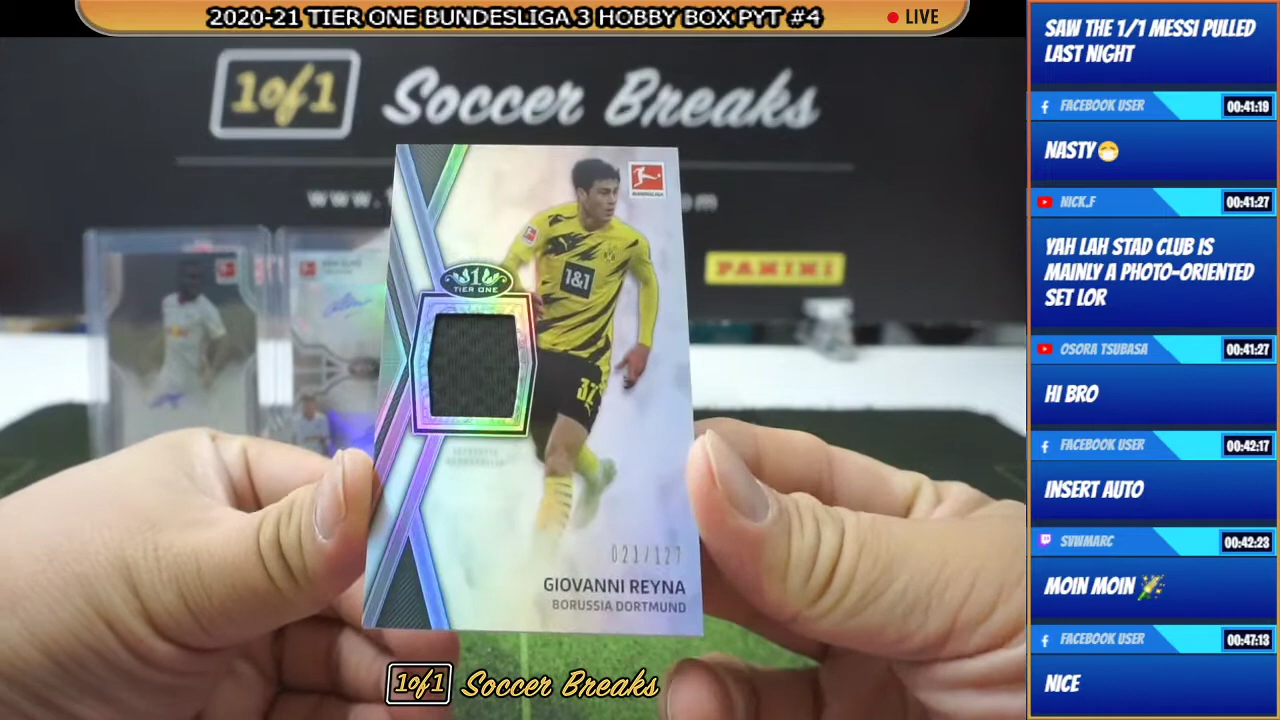 2020-21 TIER ONE BUNDESLIGA 3 HOBBY BOX PYT #4
LIVE
1of1 Soccer Breaks
www.
PANINI
BUNDESLIGA
1&1
1
TIER ONE
32
021/127
GIOVANNI REYNA
BORUSSIA DORTMUND
1of1 Soccer Breaks
SAW THE 1/1 MESSI PULLED
LAST NIGHT
FACEBOOK USER 00:41:19
NASTY😷
NICK.F 00:41:27
YAH LAH STAD CLUB IS
MAINLY A PHOTO-ORIENTED
SET LOR
OSORA TSUBASA 00:41:27
HI BRO
FACEBOOK USER 00:42:17
INSERT AUTO
SVWMARC 00:42:23
MOIN MOIN
FACEBOOK USER 00:47:13
NICE